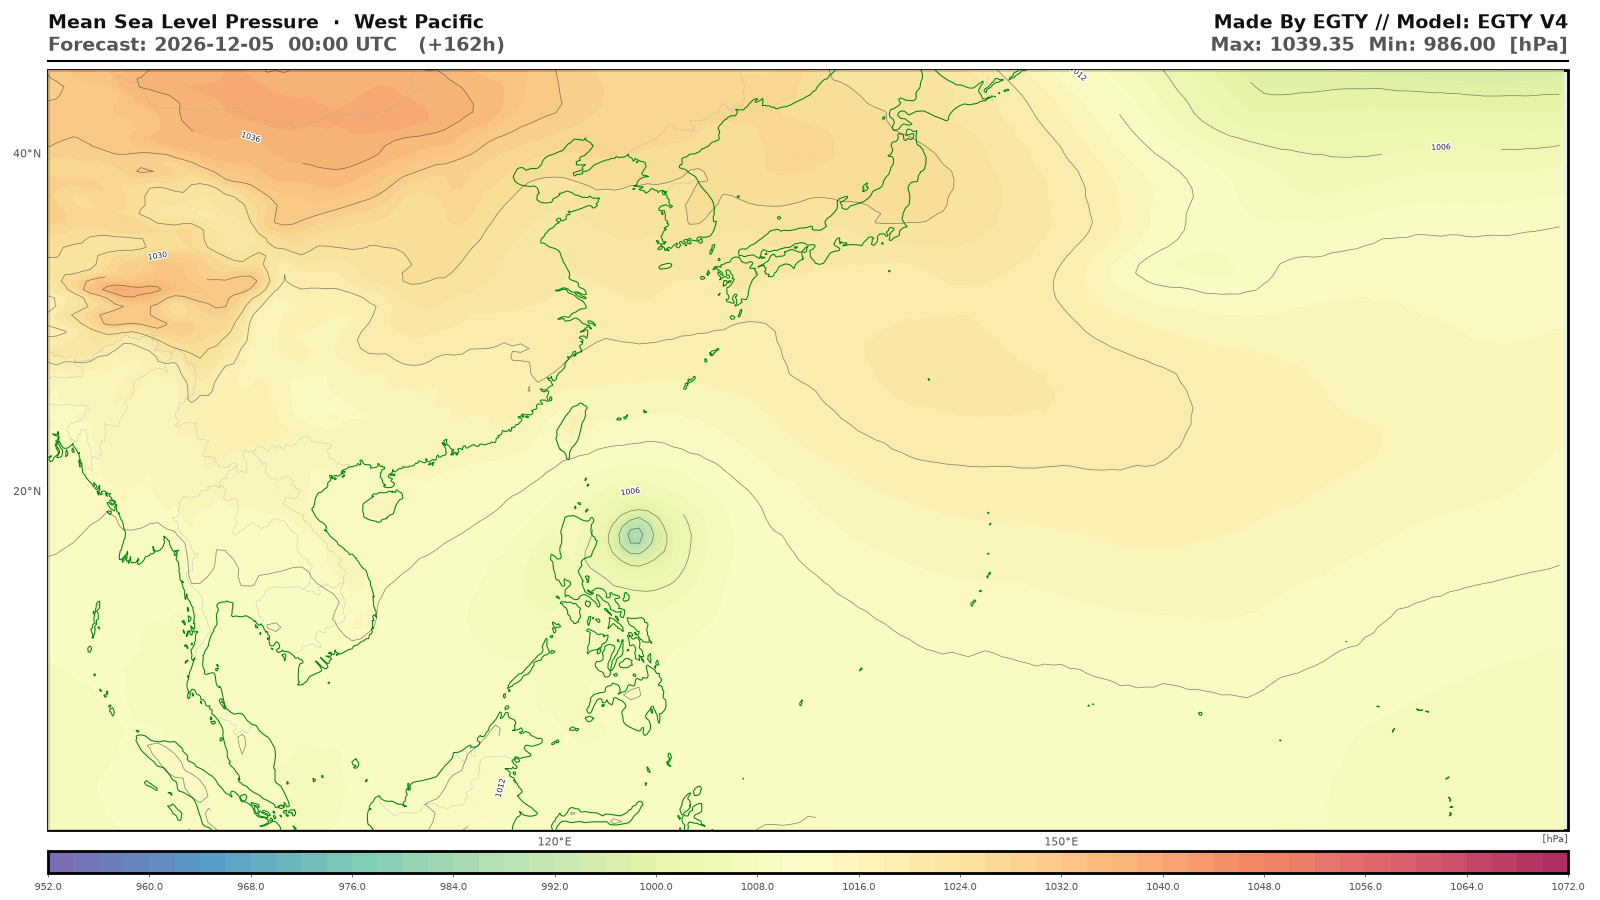 Mean Sea Level Pressure · West Pacific
Made By EGTY // Model: EGTY V4
Forecast: 2026-12-05 00:00 UTC (+162h)
Max: 1039.35 Min: 986.00 [hPa]
1012
1036
1006
40°N
1030
1006
20°N
1012
120°E
150°E
[hPa]
952.0
960.0
968.0
976.0
984.0
992.0
1000.0
1008.0
1016.0
1024.0
1032.0
1040.0
1048.0
1056.0
1064.0
1072.0